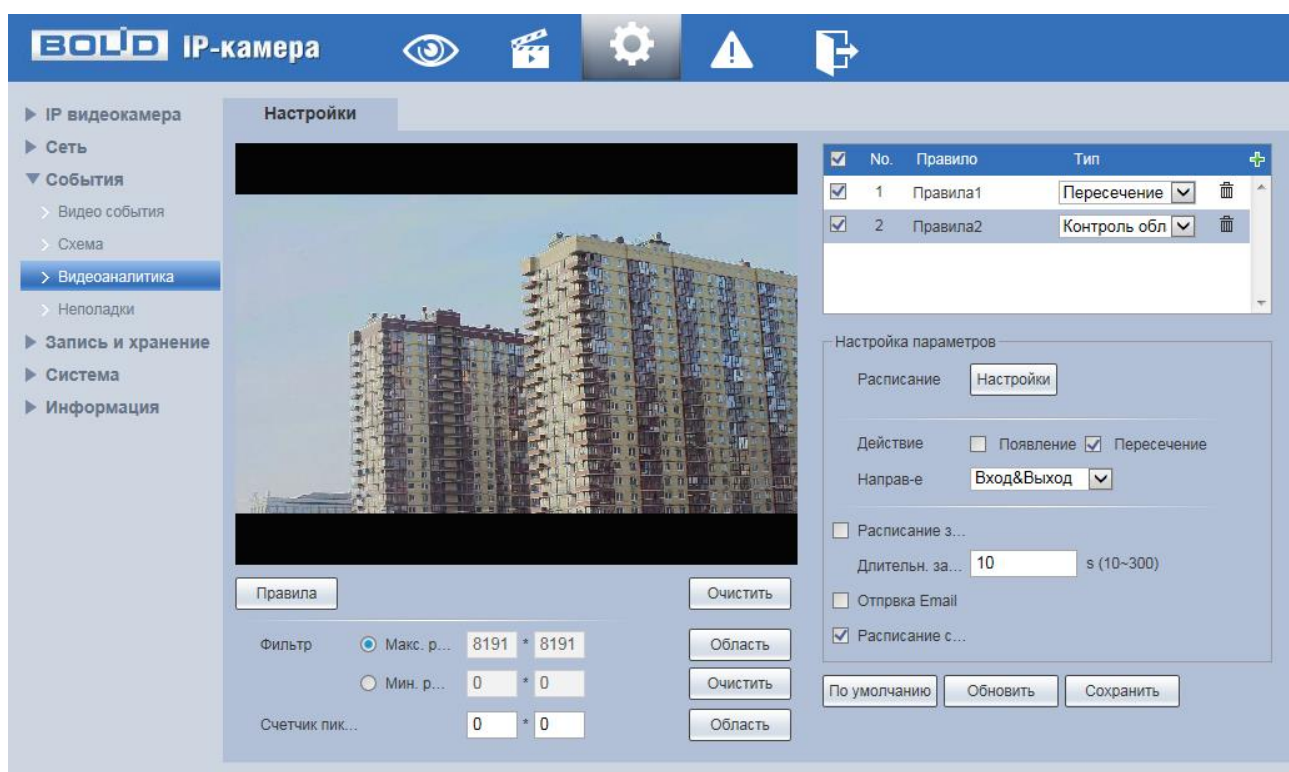 BOLID IP-камера
IP видеокамера
Сеть
События
Видео события
Схема
Видеоаналитика
Неполадки
Запись и хранение
Система
Информация
Настройки
Правила
Очистить
Фильтр Макс. р... 8191 * 8191 Область
Мин. р... 0 * 0 Очистить
Счетчик пик... 0 * 0 Область
No. Правило Тип
1 Правила1 Пересечение
2 Правила2 Контроль обл
Настройка параметров
Расписание Настройки
Действие Появление Пересечение
Направ-е Вход&Выход
Расписание з...
Длительн. за... 10 s (10~300)
Отпрвка Email
Расписание с...
По умолчанию Обновить Сохранить